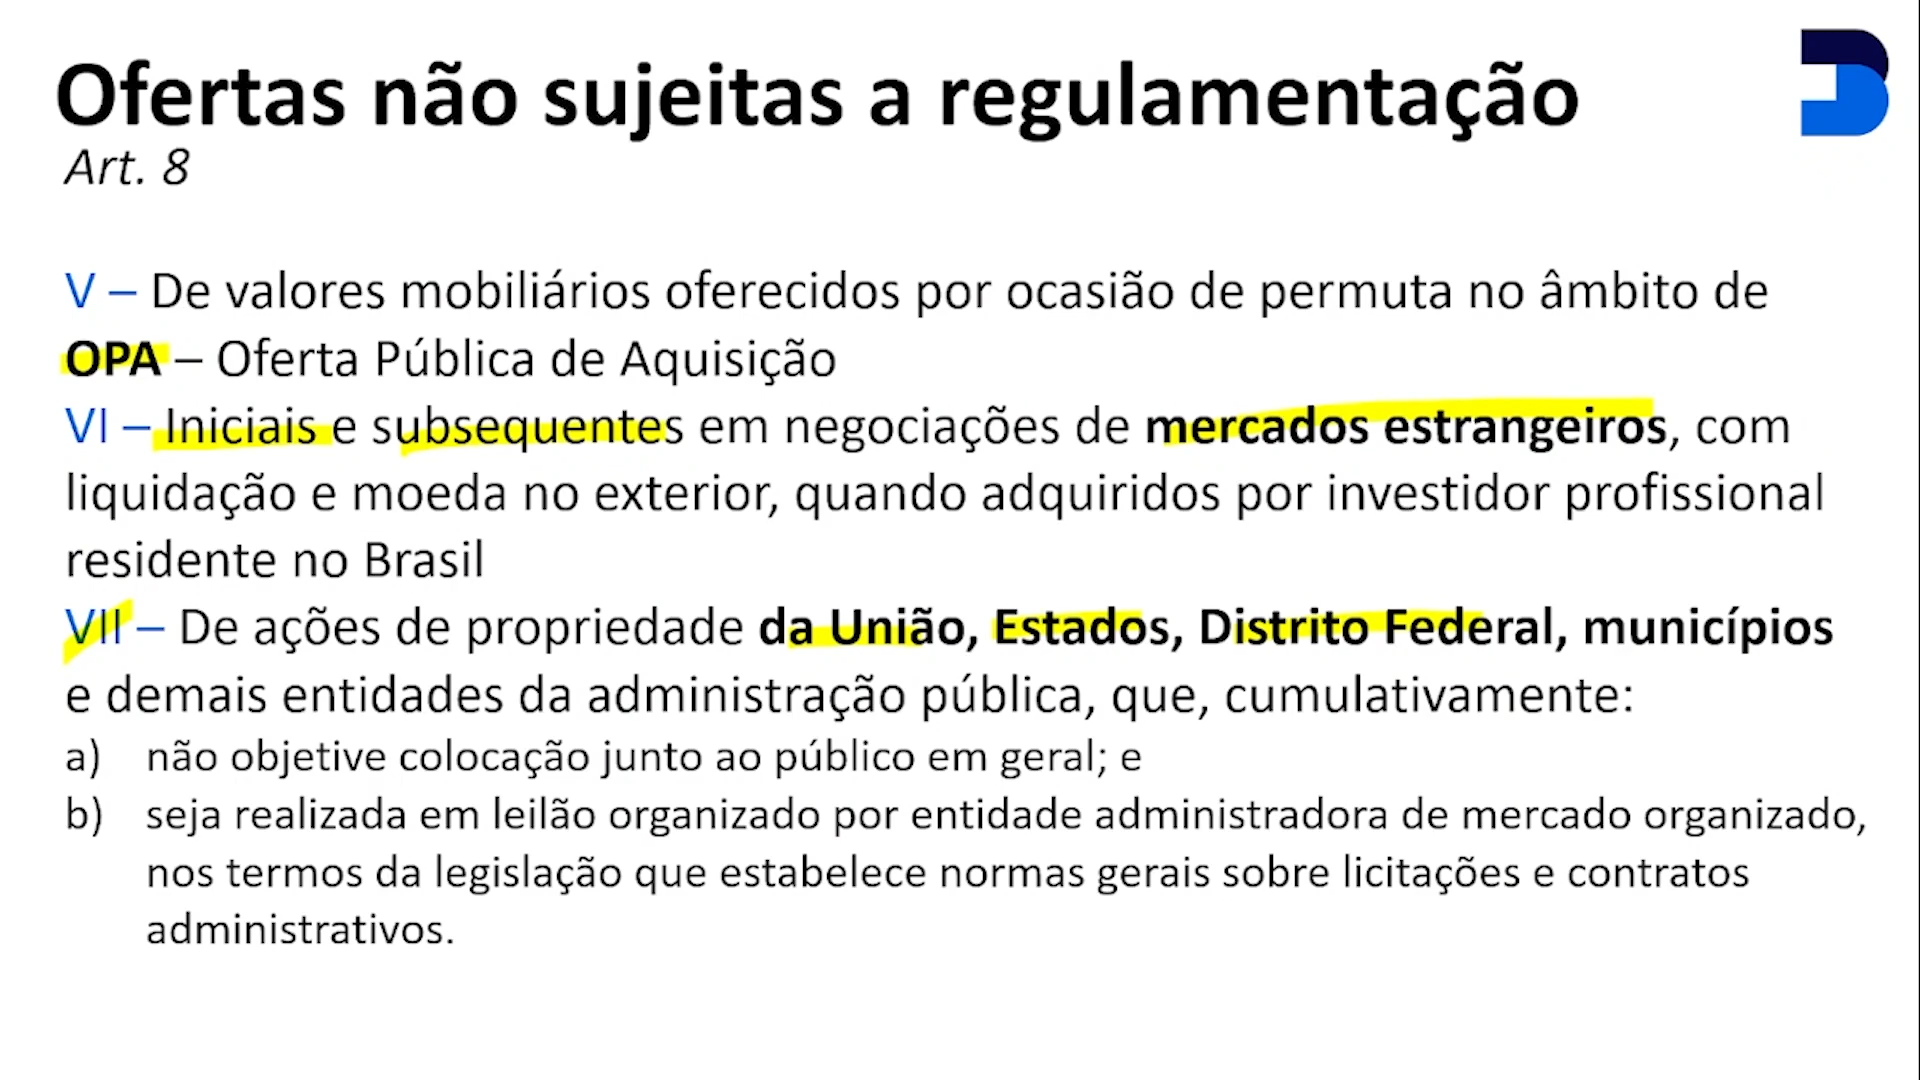 Ofertas não sujeitas a regulamentação
Art. 8
V – De valores mobiliários oferecidos por ocasião de permuta no âmbito de
OPA – Oferta Pública de Aquisição
VI – Iniciais e subsequentes em negociações de mercados estrangeiros, com
liquidação e moeda no exterior, quando adquiridos por investidor profissional
residente no Brasil
VII – De ações de propriedade da União, Estados, Distrito Federal, municípios
e demais entidades da administração pública, que, cumulativamente:
a) não objetive colocação junto ao público em geral; e
b) seja realizada em leilão organizado por entidade administradora de mercado organizado,
nos termos da legislação que estabelece normas gerais sobre licitações e contratos
administrativos.